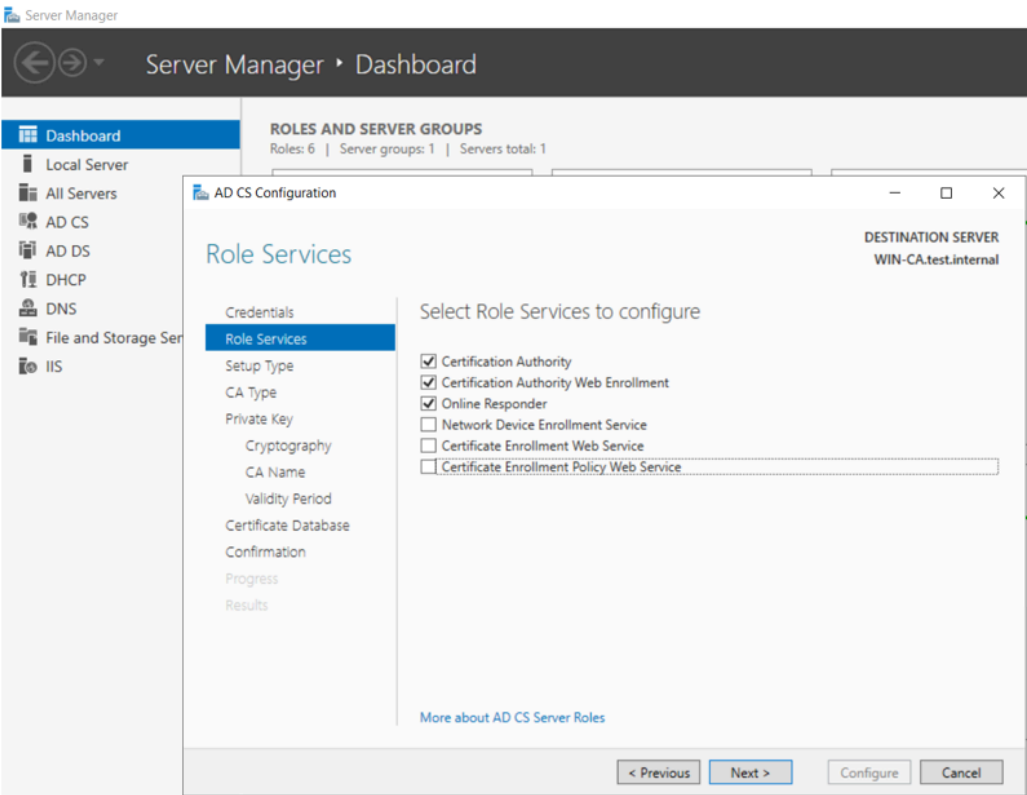 Server Manager
Server Manager ‣ Dashboard
Dashboard
Local Server
All Servers
AD CS
AD DS
DHCP
DNS
File and Storage Ser
IIS
ROLES AND SERVER GROUPS
Roles: 6 | Server groups: 1 | Servers total: 1
AD CS Configuration
Role Services
DESTINATION SERVER
WIN-CA.test.internal
Credentials
Role Services
Setup Type
CA Type
Private Key
Cryptography
CA Name
Validity Period
Certificate Database
Confirmation
Progress
Results
Select Role Services to configure
Certification Authority
Certification Authority Web Enrollment
Online Responder
Network Device Enrollment Service
Certificate Enrollment Web Service
Certificate Enrollment Policy Web Service
More about AD CS Server Roles
< Previous
Next >
Configure
Cancel